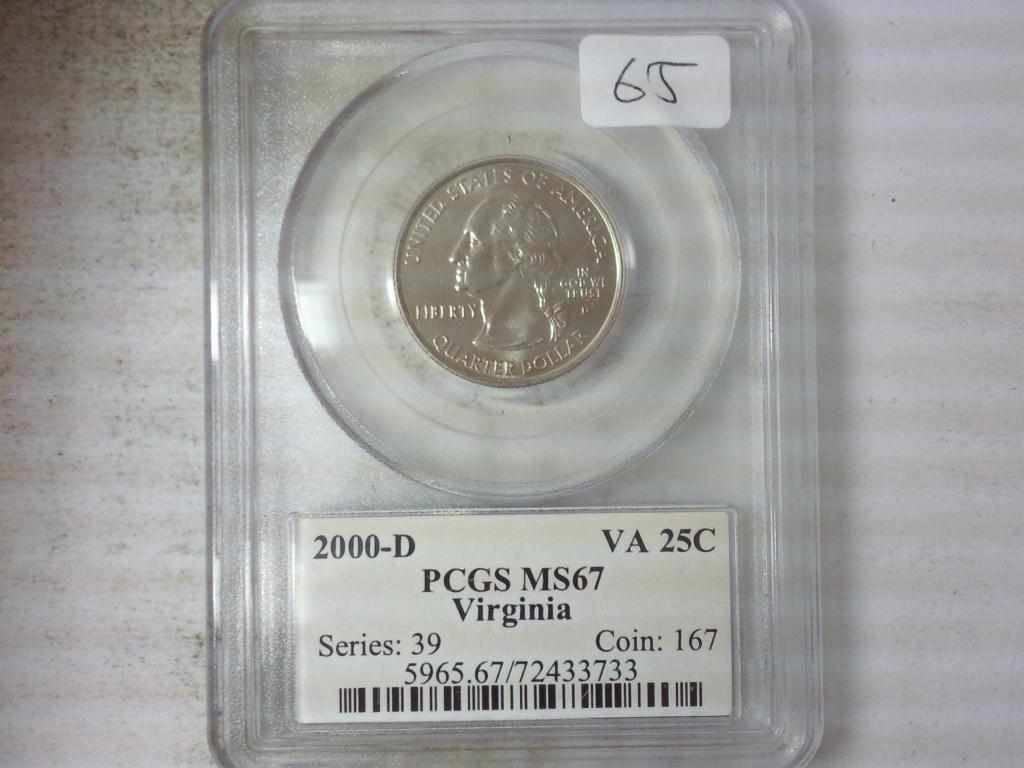 65
UNITED STATES OF AMERICA
IN
GOD WE
TRUST
LIBERTY
D
QUARTER DOLLAR
2000-D VA 25C
PCGS MS67
Virginia
Series: 39 Coin: 167
5965.67/72433733